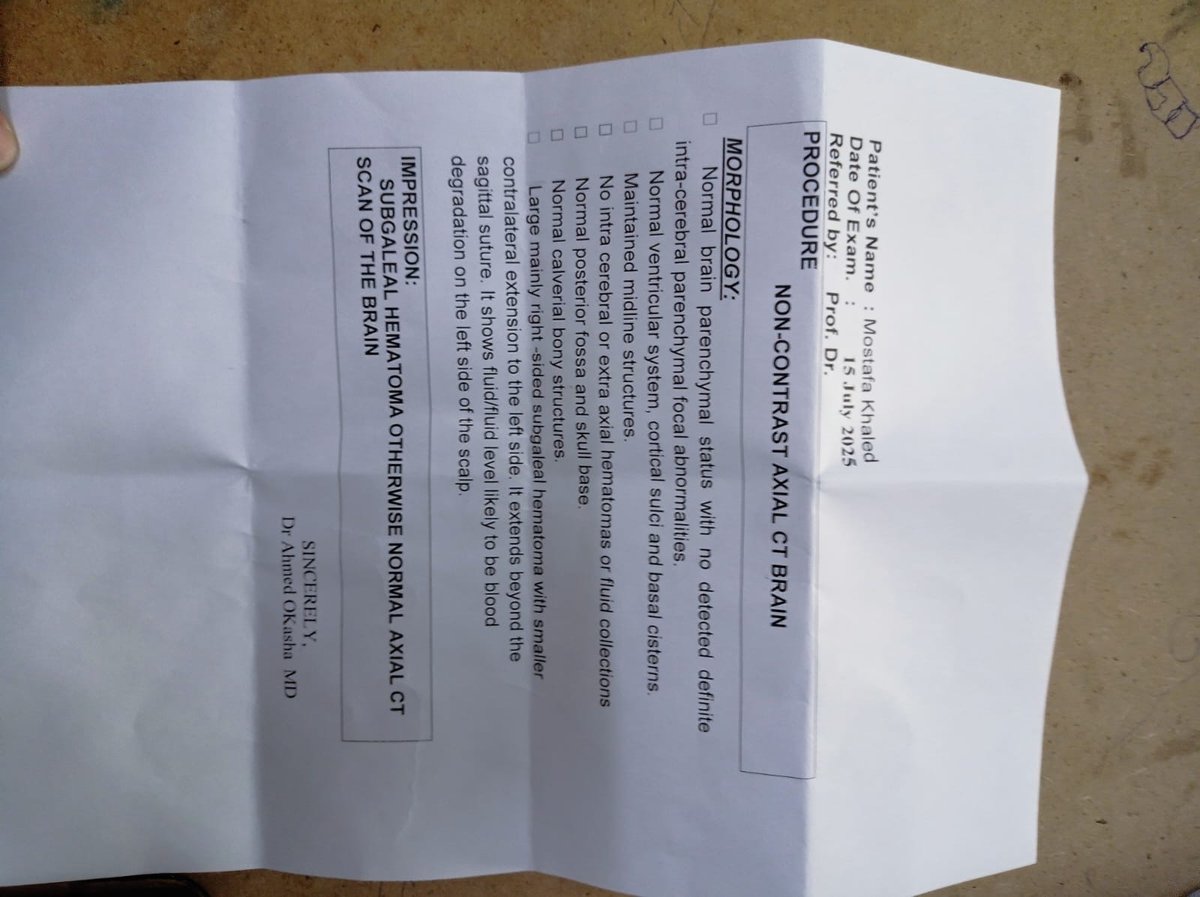 Patient's Name : Mostafa Khaled
Date Of Exam. : 15 July 2025
Referred by: Prof. Dr.
PROCEDURE NON-CONTRAST AXIAL CT BRAIN
MORPHOLOGY:
□ Normal brain parenchymal status with no detected definite
intra-cerebral parenchymal focal abnormalities.
□ Normal ventricular system, cortical sulci and basal cisterns.
□ Maintained midline structures.
□ No intra cerebral or extra axial hematomas or fluid collections
□ Normal posterior fossa and skull base.
□ Normal calverial bony structures.
□ Large mainly right -sided subgaleal hematoma with smaller
contralateral extension to the left side. It extends beyond the
sagittal suture. It shows fluid/fluid level likely to be blood
degradation on the left side of the scalp.
IMPRESSION:
SUBGALEAL HEMATOMA OTHERWISE NORMAL AXIAL CT
SCAN OF THE BRAIN
SINCERELY,
Dr Ahmed OKasha MD